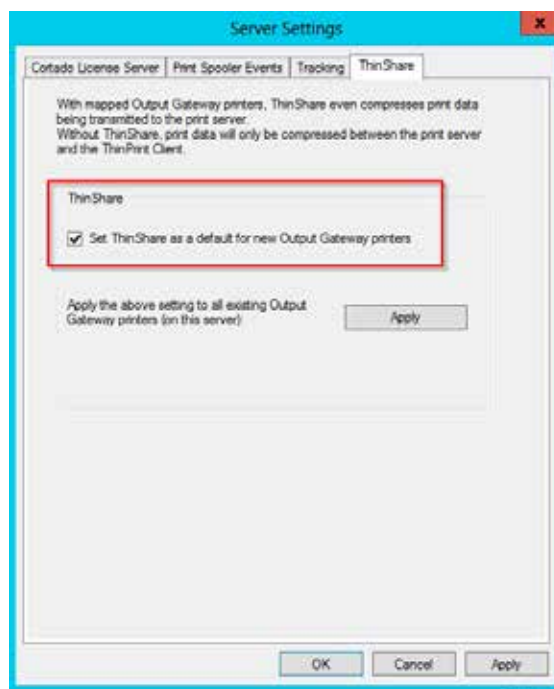 Server Settings
x
Cortado License Server Print Spooler Events Tracking ThinShare
With mapped Output Gateway printers, ThinShare even compresses print data
being transmitted to the print server.
Without ThinShare, print data will only be compressed between the print server
and the ThinPrint Client.
ThinShare
Set ThinShare as a default for new Output Gateway printers
Apply the above setting to all existing Output
Gateway printers (on this server)
Apply
OK Cancel Apply